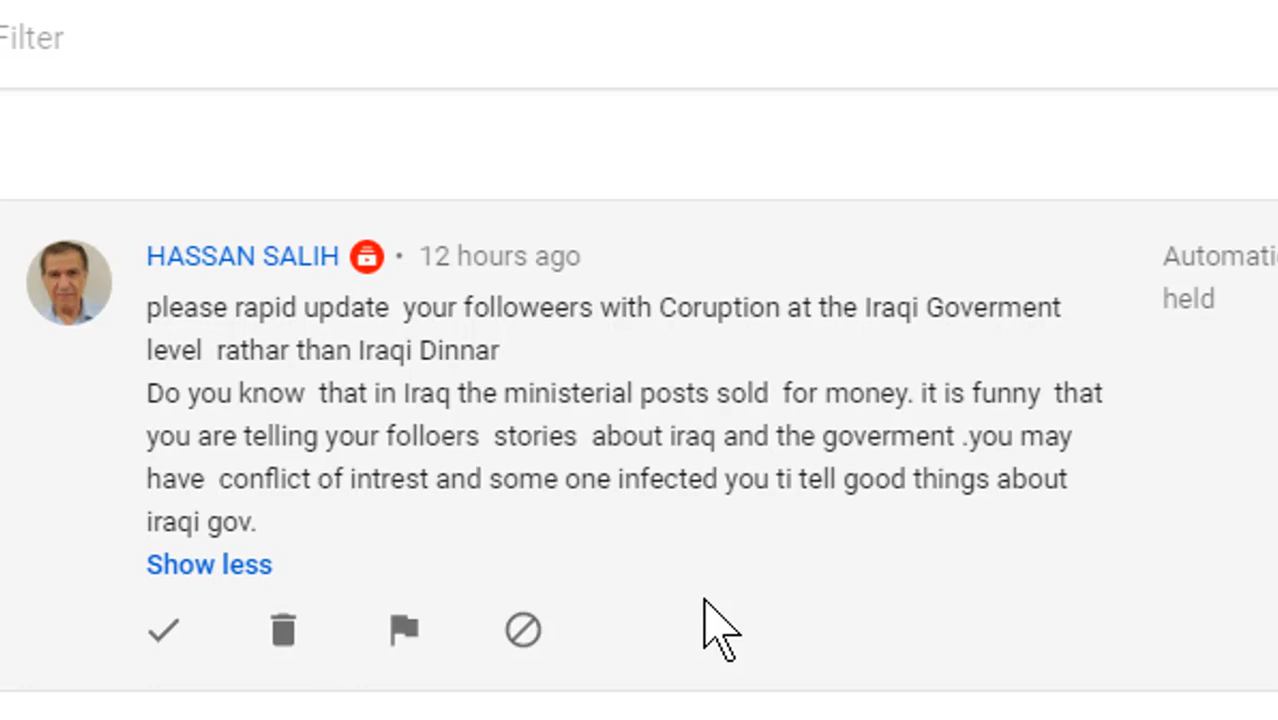 Filter
HASSAN SALIH • 12 hours ago
Automati
held
please rapid update your followeers with Coruption at the Iraqi Goverment
level rathar than Iraqi Dinnar
Do you know that in Iraq the ministerial posts sold for money. it is funny that
you are telling your folloers stories about iraq and the goverment .you may
have conflict of intrest and some one infected you ti tell good things about
iraqi gov.
Show less